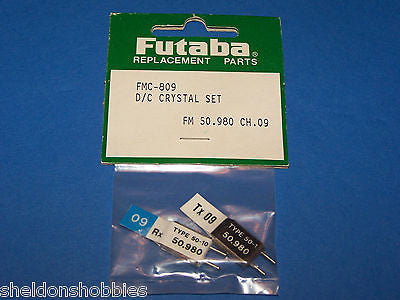 Futaba®
REPLACEMENT PARTS
FMC-809
D/C CRYSTAL SET
FM 50.980 CH.09
09
Rx
TYPE 50-10
50.980
Tx 09
TYPE 50-1
50.980
sheldonshobbies